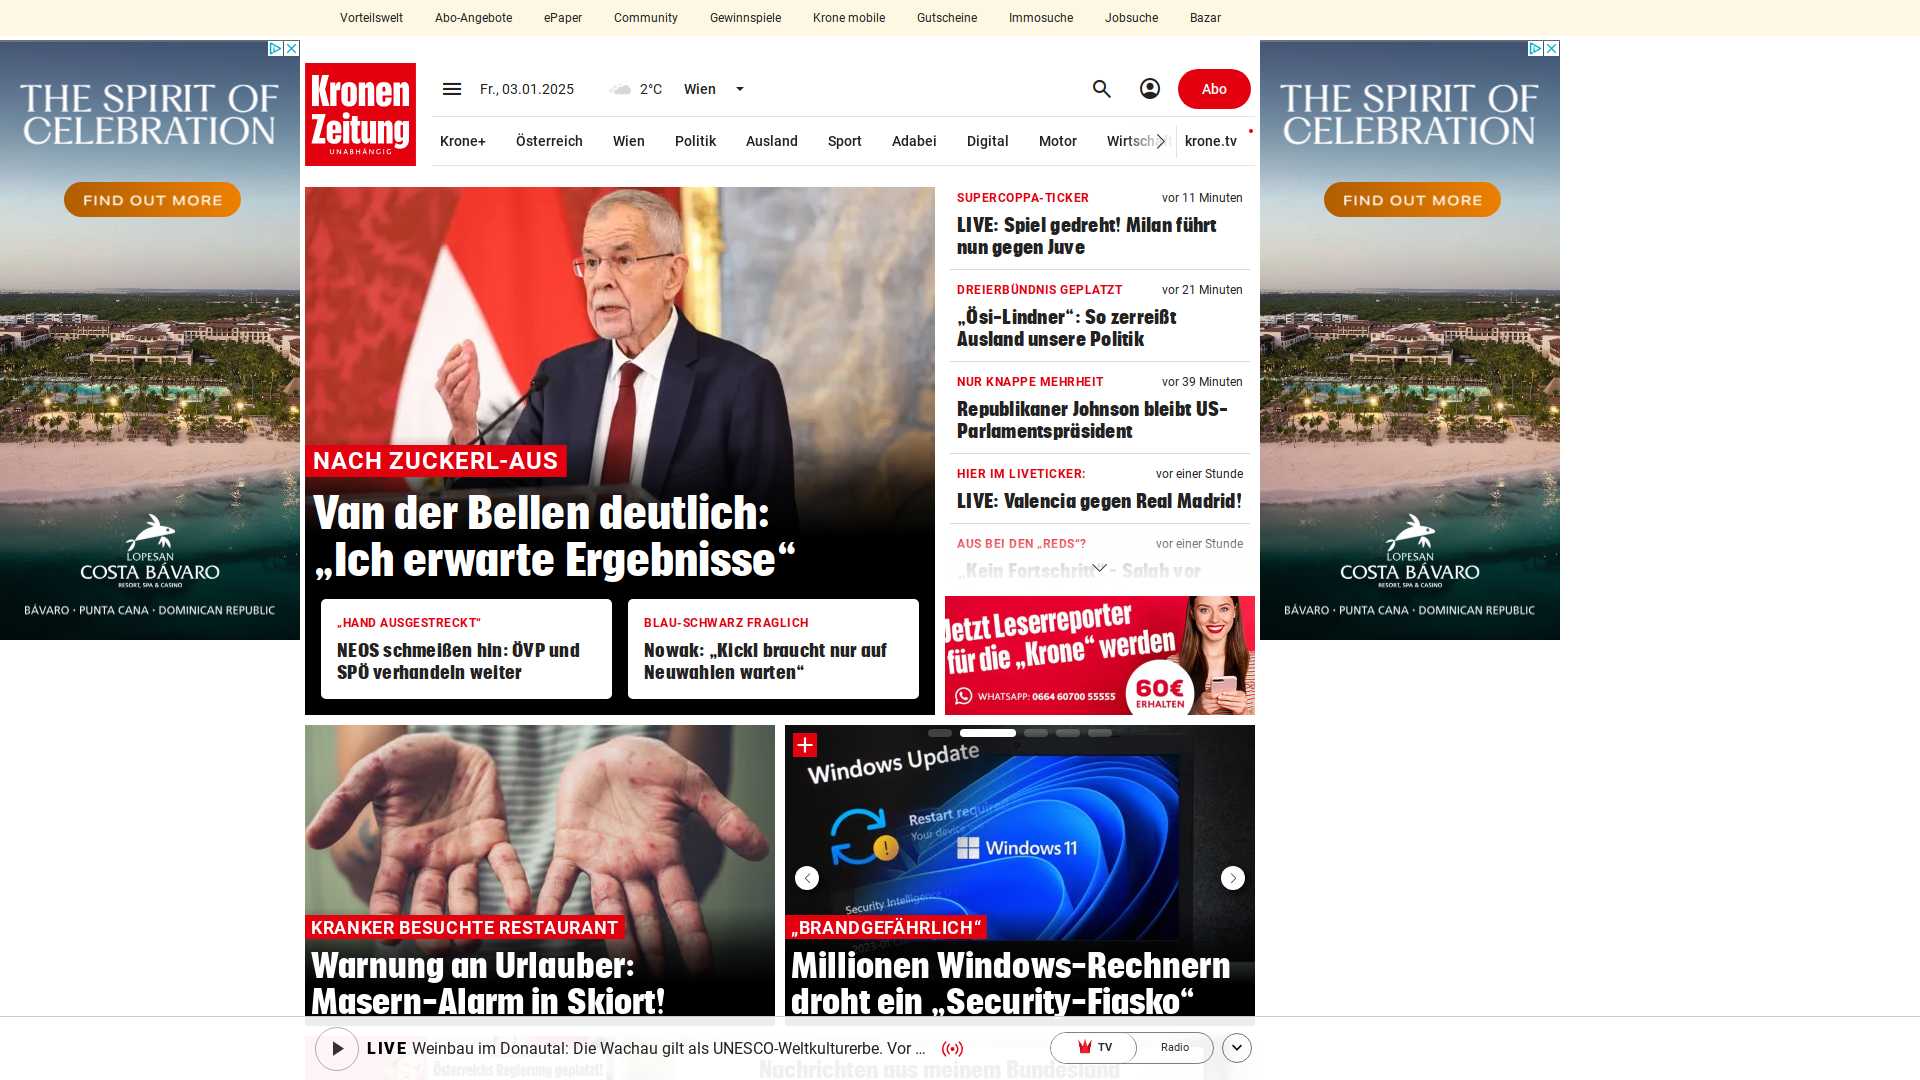 Vorteilswelt
Abo-Angebote
ePaper
Community
Gewinnspiele
Krone mobile
Gutscheine
Immosuche
Jobsuche
Bazar
THE SPIRIT OF
CELEBRATION
FIND OUT MORE
LOPESAN
COSTA BÁVARO
RESORT, SPA & CASINO
BÁVARO · PUNTA CANA · DOMINICAN REPUBLIC
Kronen
Zeitung
UNABHÄNGIG
Fr., 03.01.2025
2°C
Wien
Abo
Krone+
Österreich
Wien
Politik
Ausland
Sport
Adabei
Digital
Motor
Wirtschaft
krone.tv
NACH ZUCKERL-AUS
Van der Bellen deutlich:
„Ich erwarte Ergebnisse“
„HAND AUSGESTRECKT“
NEOS schmeißen hin: ÖVP und
SPÖ verhandeln weiter
BLAU-SCHWARZ FRAGLICH
Nowak: „Kickl braucht nur auf
Neuwahlen warten“
SUPERCOPPA-TICKER
vor 11 Minuten
LIVE: Spiel gedreht! Milan führt
nun gegen Juve
DREIERBÜNDNIS GEPLATZT
vor 21 Minuten
„Ösi-Lindner“: So zerreißt
Ausland unsere Politik
NUR KNAPPE MEHRHEIT
vor 39 Minuten
Republikaner Johnson bleibt US-
Parlamentspräsident
HIER IM LIVETICKER:
vor einer Stunde
LIVE: Valencia gegen Real Madrid!
AUS BEI DEN „REDS“?
vor einer Stunde
„Kein Fortschritt“ - Salah vor
Jetzt Leserreporter
für die „Krone“ werden
WHATSAPP: 0664 60700 55555
60€
ERHALTEN
THE SPIRIT OF
CELEBRATION
FIND OUT MORE
LOPESAN
COSTA BÁVARO
RESORT, SPA & CASINO
BÁVARO · PUNTA CANA · DOMINICAN REPUBLIC
KRANKER BESUCHTE RESTAURANT
Warnung an Urlauber:
Masern-Alarm in Skiort!
Windows Update
Restart required
Your device
Windows 11
Security Intelligence
„BRANDGEFÄHRLICH“
Millionen Windows-Rechnern
droht ein „Security-Fiasko“
LIVE Weinbau im Donautal: Die Wachau gilt als UNESCO-Weltkulturerbe. Vor ...
TV
Radio
Österreichs Regierung geplatzt!
Nachrichten aus meinem Bundesland